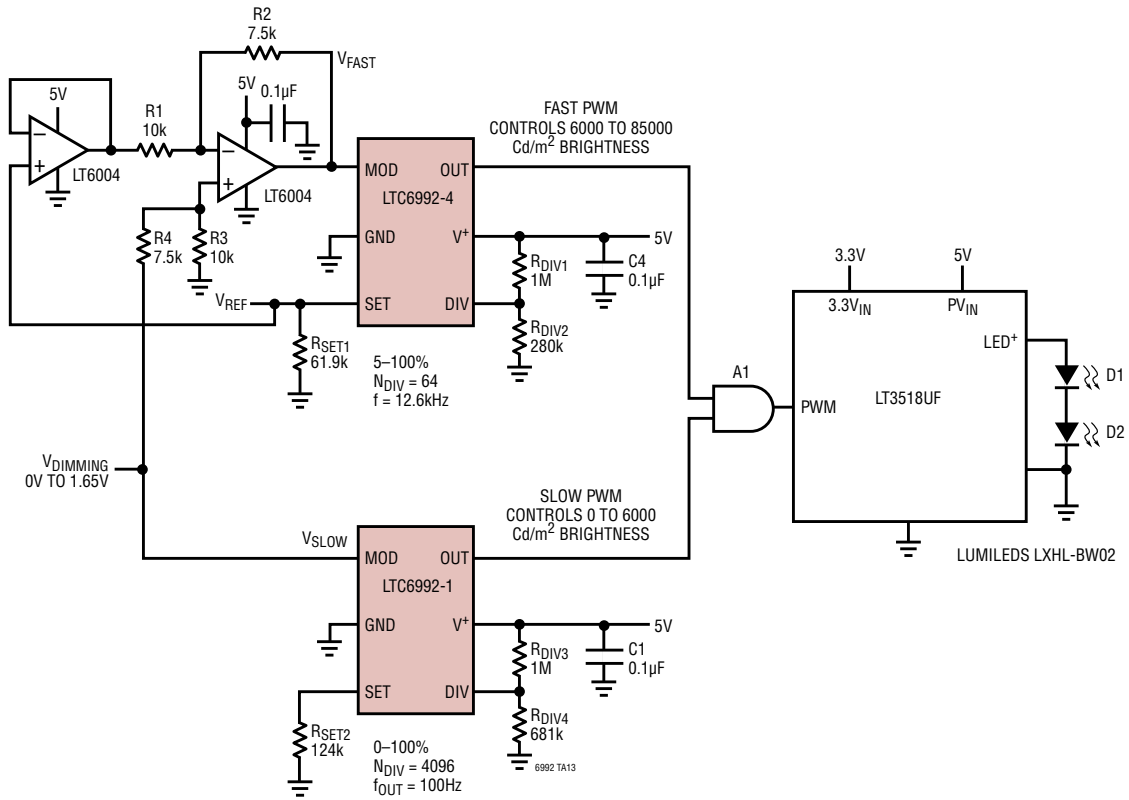 R2
7.5k
VFAST
5V
0.1µF
5V
R1
10k
−
+
LT6004
−
+
LT6004
R4
7.5k
R3
10k
FAST PWM
CONTROLS 6000 TO 85000
Cd/m² BRIGHTNESS
MOD
OUT
LTC6992-4
GND
V⁺
SET
DIV
5V
RDIV1
1M
C4
0.1µF
RDIV2
280k
VREF
RSET1
61.9k
5–100%
NDIV = 64
f = 12.6kHz
A1
3.3V
5V
3.3VIN
PVIN
LED⁺
PWM
LT3518UF
D1
D2
LUMILEDS LXHL-BW02
VDIMMING
0V TO 1.65V
SLOW PWM
CONTROLS 0 TO 6000
Cd/m² BRIGHTNESS
VSLOW
MOD
OUT
LTC6992-1
GND
V⁺
SET
DIV
5V
RDIV3
1M
C1
0.1µF
RDIV4
681k
RSET2
124k
0–100%
NDIV = 4096
fOUT = 100Hz
6992 TA13